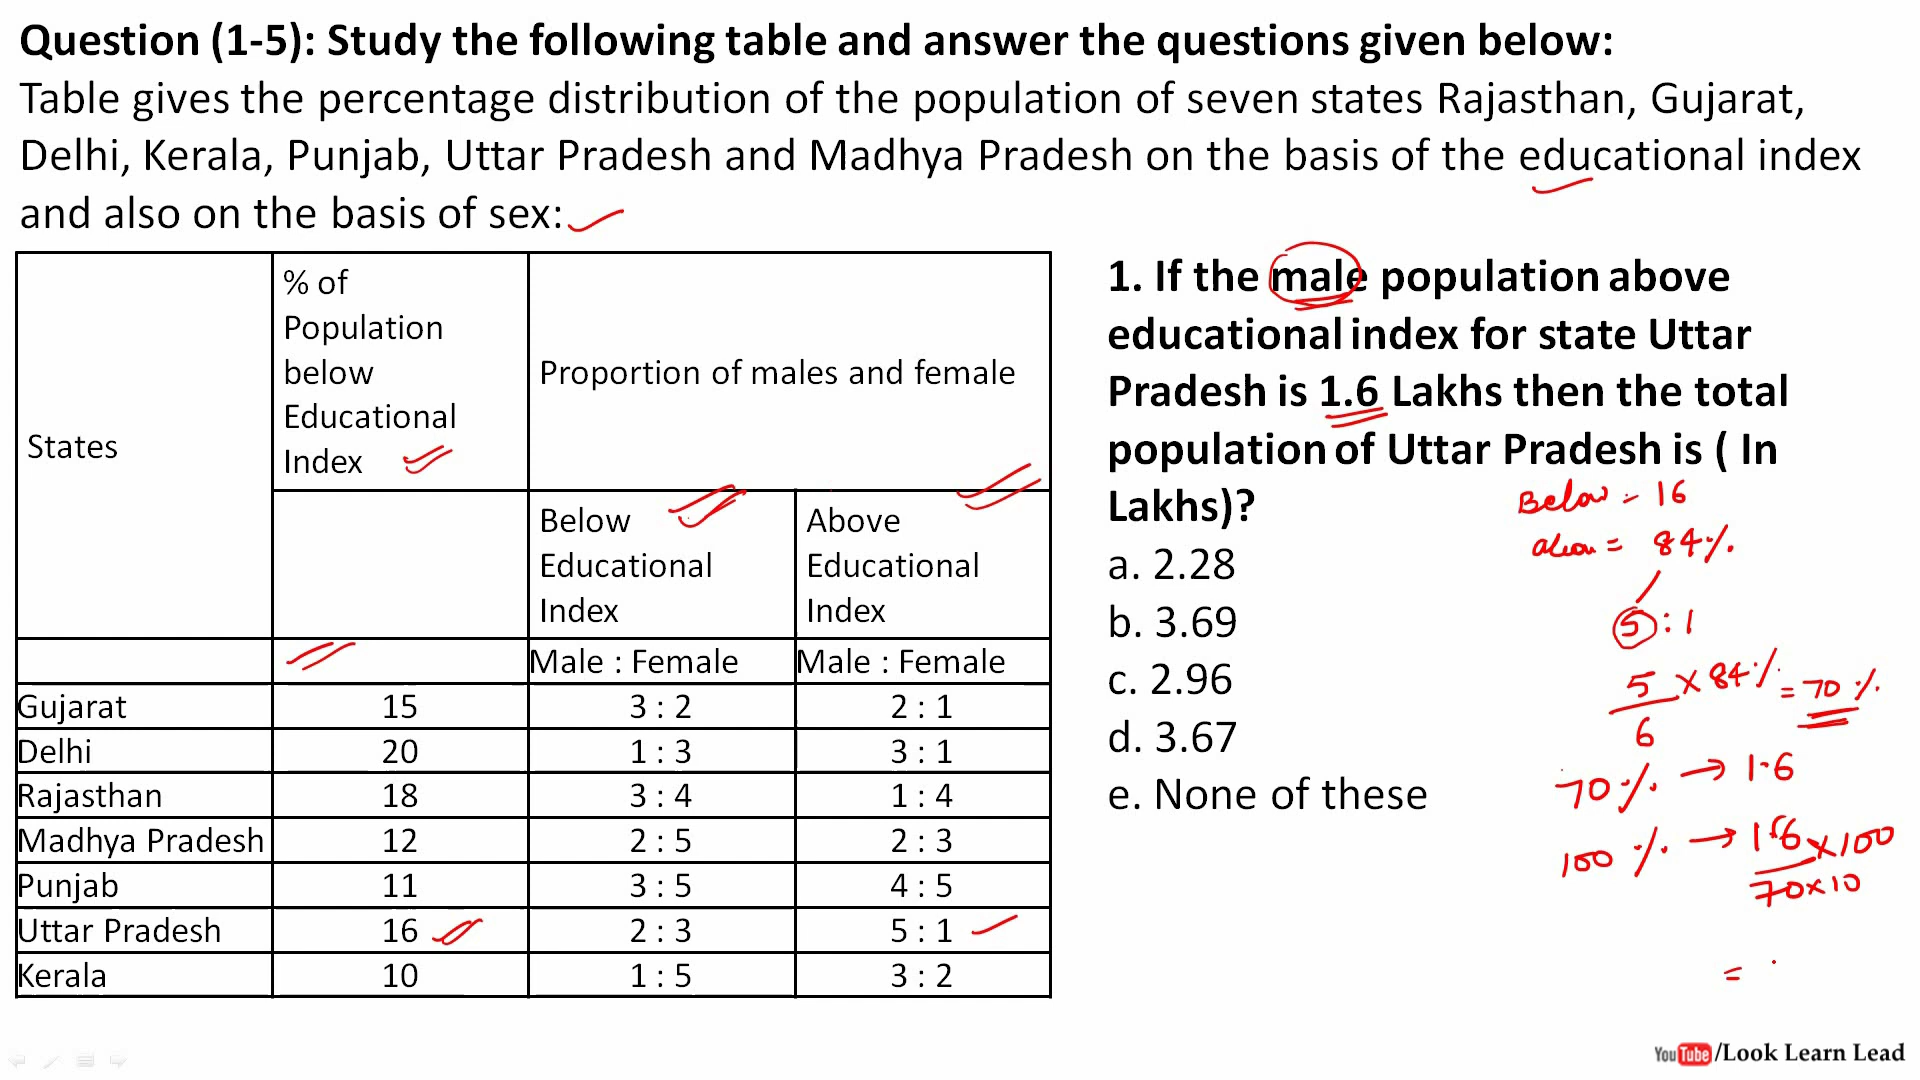 Question (1-5): Study the following table and answer the questions given below:
Table gives the percentage distribution of the population of seven states Rajasthan, Gujarat,
Delhi, Kerala, Punjab, Uttar Pradesh and Madhya Pradesh on the basis of the educational index
and also on the basis of sex:
States
% of
Population
below
Educational
Index
Proportion of males and female
Below
Educational
Index
Above
Educational
Index
Male : Female Male : Female
Gujarat 15 3 : 2 2 : 1
Delhi 20 1 : 3 3 : 1
Rajasthan 18 3 : 4 1 : 4
Madhya Pradesh 12 2 : 5 2 : 3
Punjab 11 3 : 5 4 : 5
Uttar Pradesh 16 2 : 3 5 : 1
Kerala 10 1 : 5 3 : 2
1. If the male population above
educational index for state Uttar
Pradesh is 1.6 Lakhs then the total
population of Uttar Pradesh is ( In
Lakhs)?
a. 2.28
b. 3.69
c. 2.96
d. 3.67
e. None of these
Below - 16
= 84%
5 : 1
5 × 84% = 70%
6
70% → 1.6
100% → 16 × 100
70 × 10
=
YouTube /Look Learn Lead